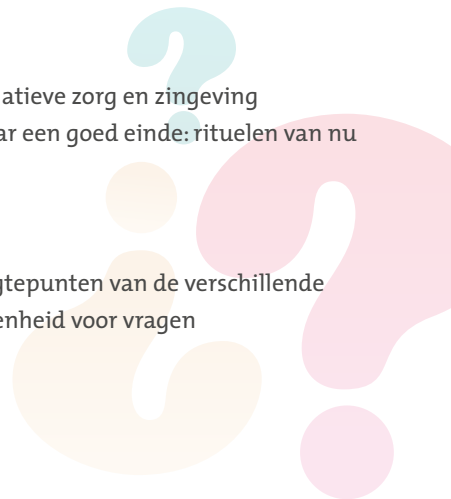 atieve zorg en zingeving
ar een goed einde: rituelen van nu
gtepunten van de verschillende
enheid voor vragen